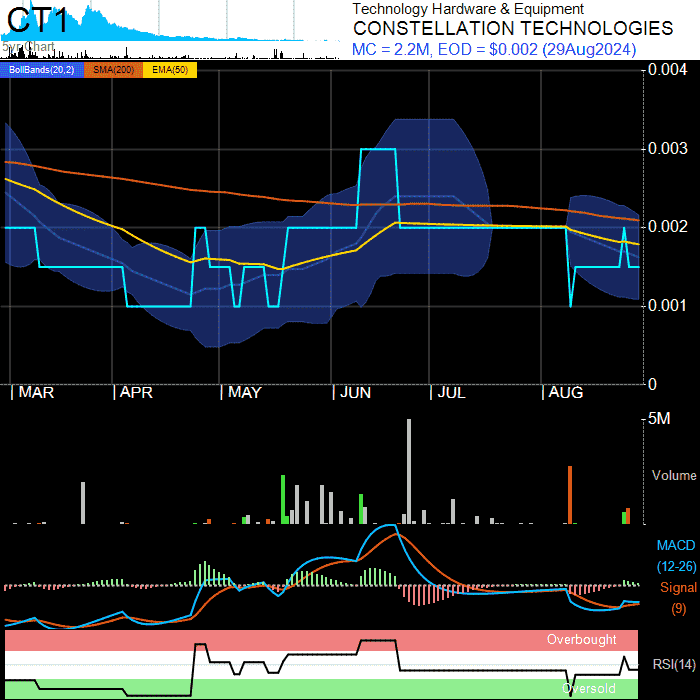 CT1
5yr Chart
Technology Hardware & Equipment
CONSTELLATION TECHNOLOGIES
MC = 2.2M, EOD = $0.002 (29Aug2024)
BollBands(20,2) SMA(200) EMA(50)
0.004
0.003
0.002
0.001
0
MAR APR MAY JUN JUL AUG
5M
Volume
MACD
(12-26)
Signal
(9)
Overbought
RSI(14)
Oversold